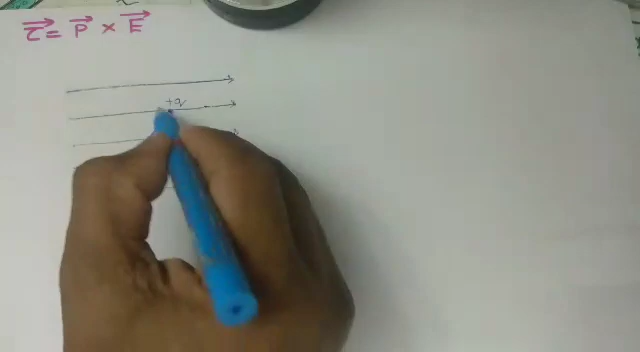 τ⃗ = P⃗ × E⃗
+q